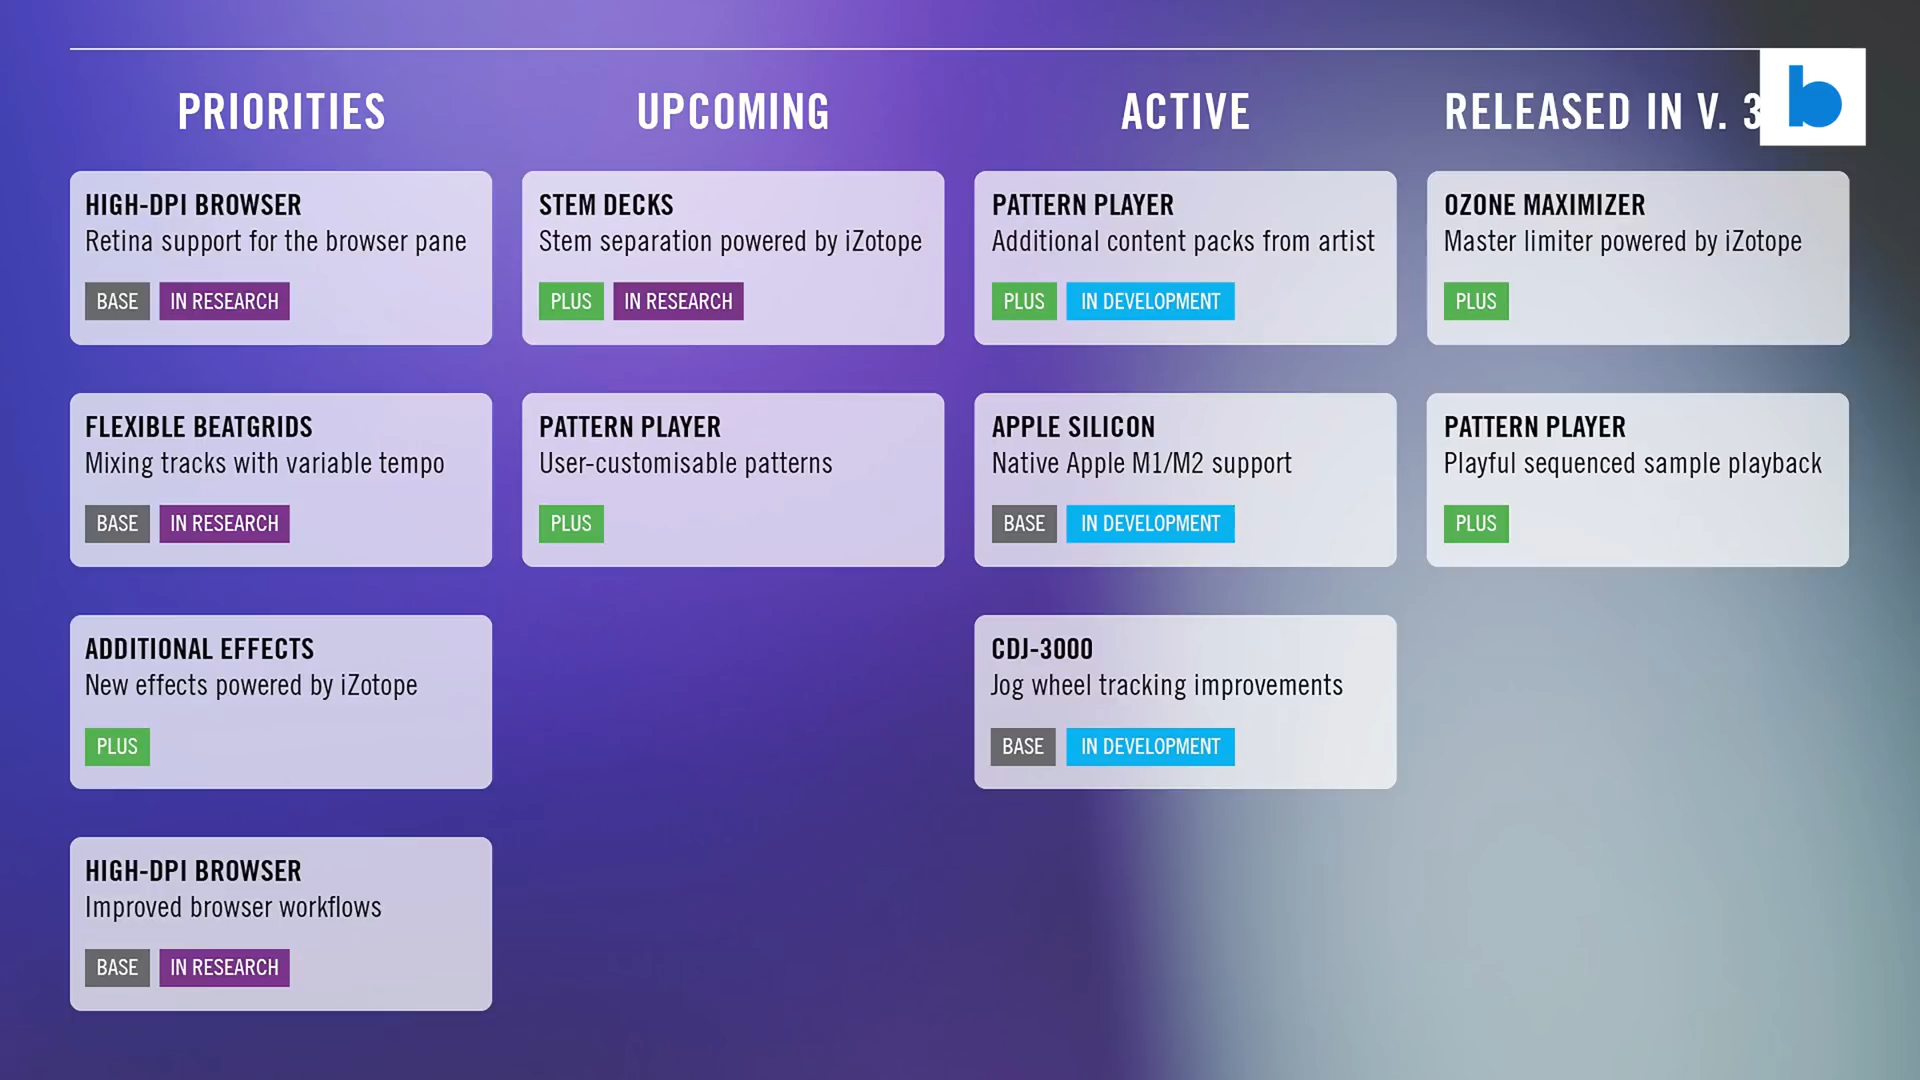 PRIORITIES
HIGH-DPI BROWSER
Retina support for the browser pane
BASE IN RESEARCH
FLEXIBLE BEATGRIDS
Mixing tracks with variable tempo
BASE IN RESEARCH
ADDITIONAL EFFECTS
New effects powered by iZotope
PLUS
HIGH-DPI BROWSER
Improved browser workflows
BASE IN RESEARCH
UPCOMING
STEM DECKS
Stem separation powered by iZotope
PLUS IN RESEARCH
PATTERN PLAYER
User-customisable patterns
PLUS
ACTIVE
PATTERN PLAYER
Additional content packs from artist
PLUS IN DEVELOPMENT
APPLE SILICON
Native Apple M1/M2 support
BASE IN DEVELOPMENT
CDJ-3000
Jog wheel tracking improvements
BASE IN DEVELOPMENT
RELEASED IN V. 3
b
OZONE MAXIMIZER
Master limiter powered by iZotope
PLUS
PATTERN PLAYER
Playful sequenced sample playback
PLUS